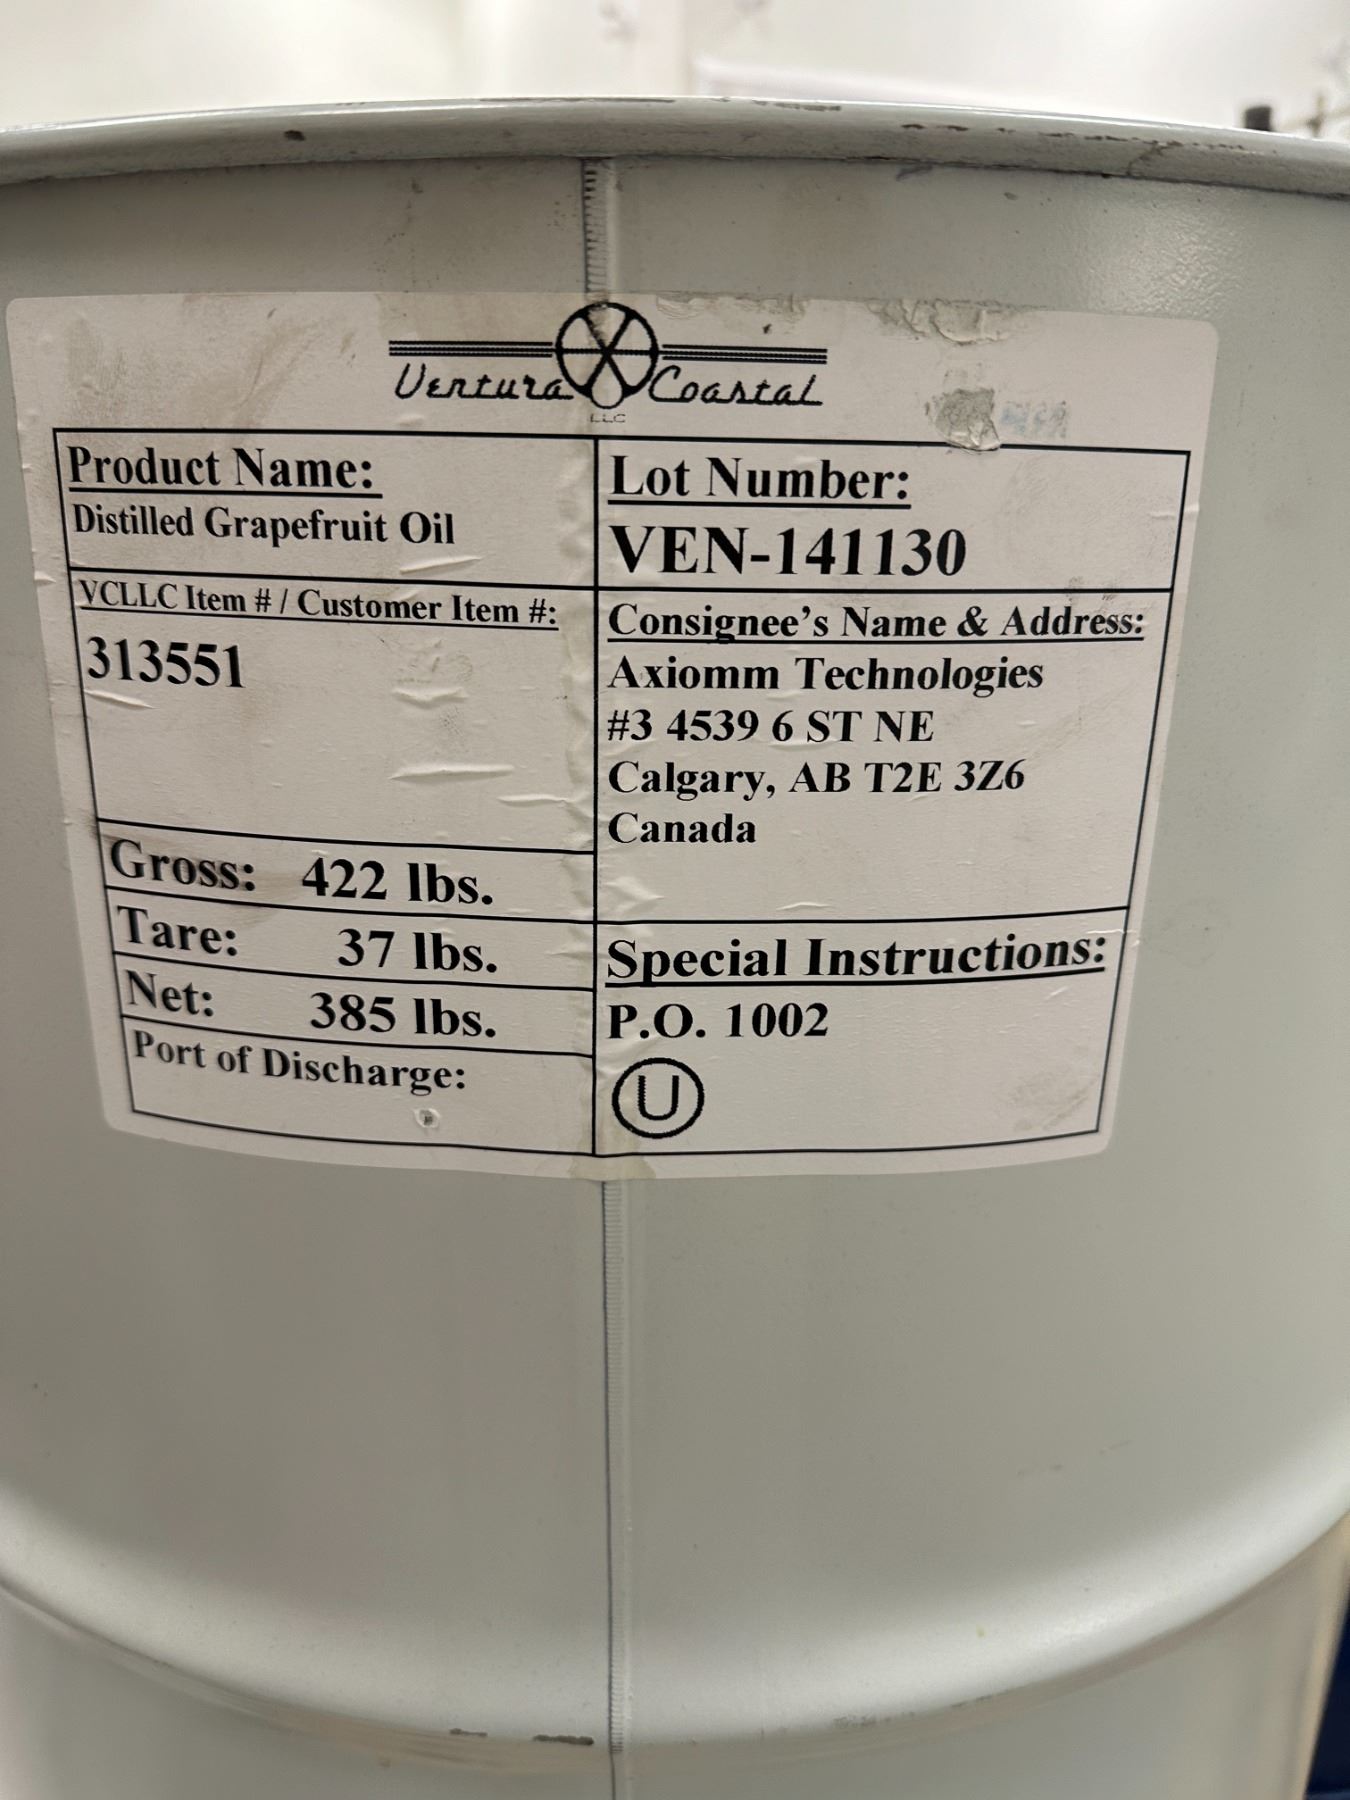 Ventura Coastal
LLC
Product Name:
Distilled Grapefruit Oil
Lot Number:
VEN-141130
VCLLC Item # / Customer Item #:
313551
Consignee's Name & Address:
Axiomm Technologies
#3 4539 6 ST NE
Calgary, AB T2E 3Z6
Canada
Gross: 422 lbs.
Tare: 37 lbs.
Net: 385 lbs.
Port of Discharge:
Special Instructions:
P.O. 1002
U